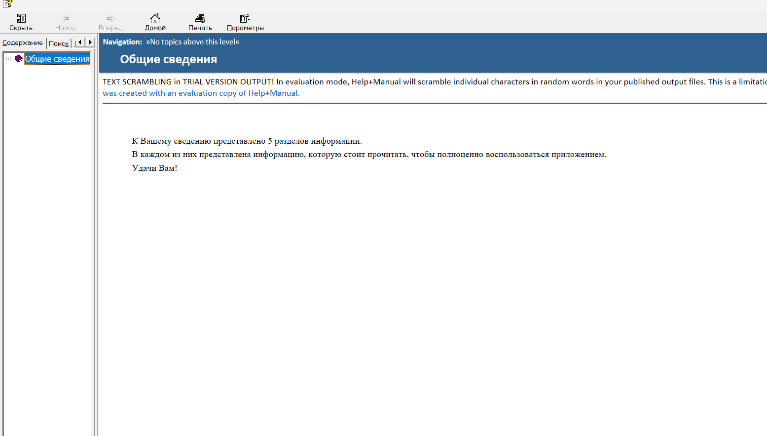 Скрыть Назад Вперед Домой Печать Параметры
Содержание Поиск
Общие сведения
Navigation: »No topics above this level«
Общие сведения
TEXT SCRAMBLING in TRIAL VERSION OUTPUT! In evaluation mode, Help+Manual will scramble individual characters in random words in your published output files. This is a limitatio
was created with an evaluation copy of Help+Manual.
К Вашему сведению представлено 5 разделов информации.
В каждом из них представлена информацию, которую стоит прочитать, чтобы полноценно воспользоваться приложением.
Удачи Вам!